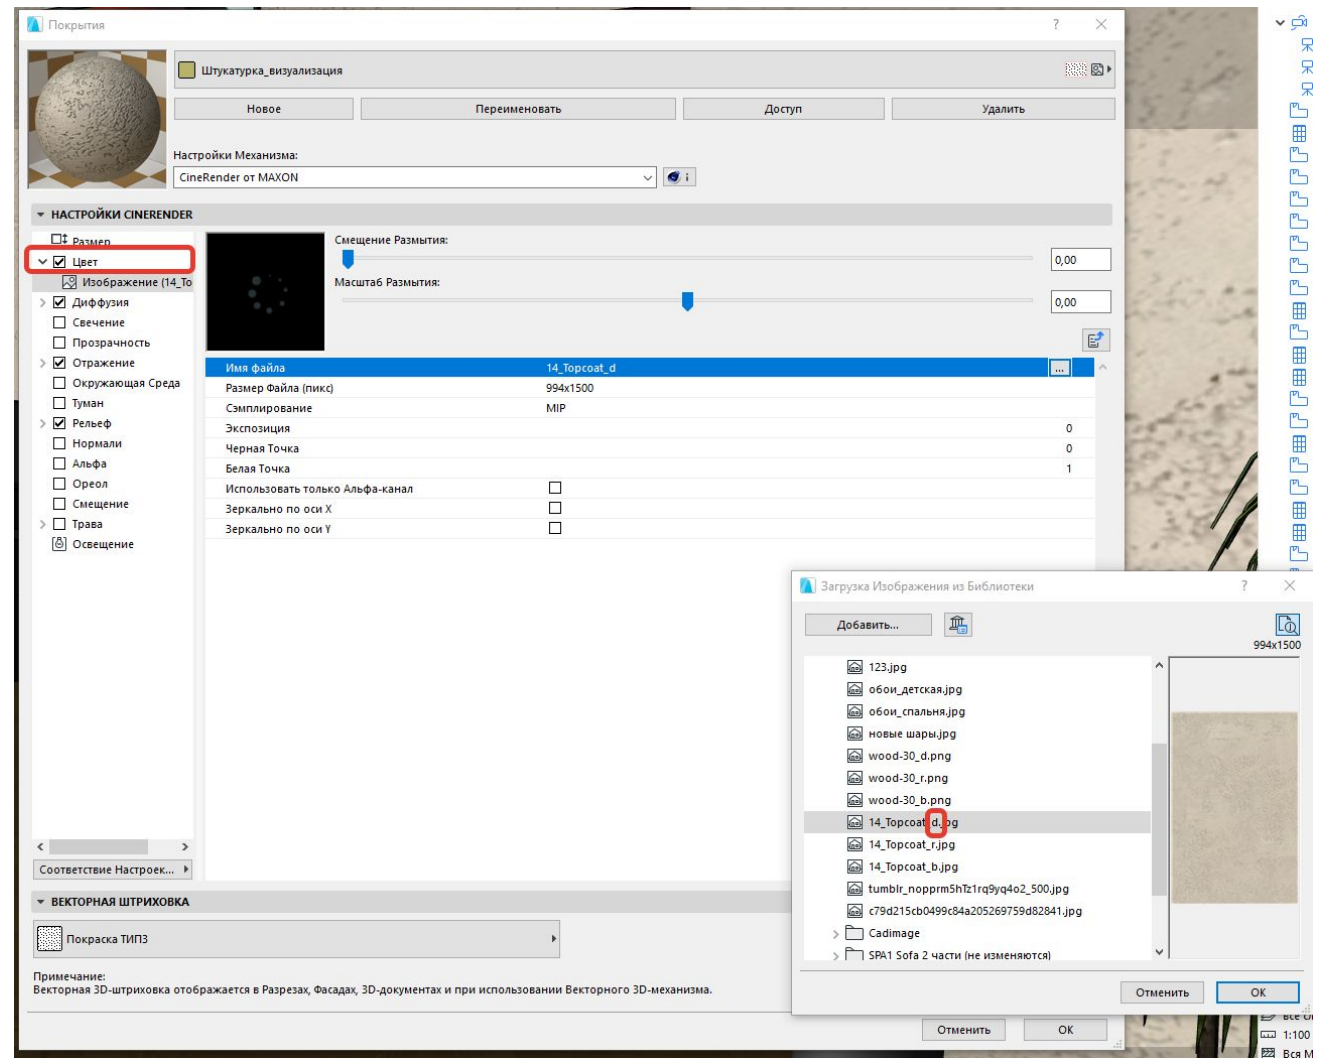 Покрытия
?
Штукатурка_визуализация
Новое
Переименовать
Доступ
Удалить
Настройки Механизма:
CineRender от MAXON
i
НАСТРОЙКИ CINERENDER
Размер
Цвет
Изображение (14_To
Диффузия
Свечение
Прозрачность
Отражение
Окружающая Среда
Туман
Рельеф
Нормали
Альфа
Ореол
Смещение
Трава
Освещение
Соответствие Настроек...
Смещение Размытия:
0,00
Масштаб Размытия:
0,00
Имя файла 14_Topcoat_d ...
Размер Файла (пикс) 994x1500
Сэмплирование MIP
Экспозиция 0
Черная Точка 0
Белая Точка 1
Использовать только Альфа-канал
Зеркально по оси X
Зеркально по оси Y
ВЕКТОРНАЯ ШТРИХОВКА
Покраска ТИП3
Примечание:
Векторная 3D-штриховка отображается в Разрезах, Фасадах, 3D-документах и при использовании Векторного 3D-механизма.
Отменить
OK
Загрузка Изображения из Библиотеки
?
Добавить...
994x1500
123.jpg
обои_детская.jpg
обои_спальня.jpg
новые шары.jpg
wood-30_d.png
wood-30_r.png
wood-30_b.png
14_Topcoat_d.jpg
14_Topcoat_r.jpg
14_Topcoat_b.jpg
tumblr_nopprm5hTz1rq9yq4o2_500.jpg
c79d215cb0499c84a205269759d82841.jpg
Cadimage
SPA1 Sofa 2 части (не изменяются)
Отменить
OK
1:100
Вся М